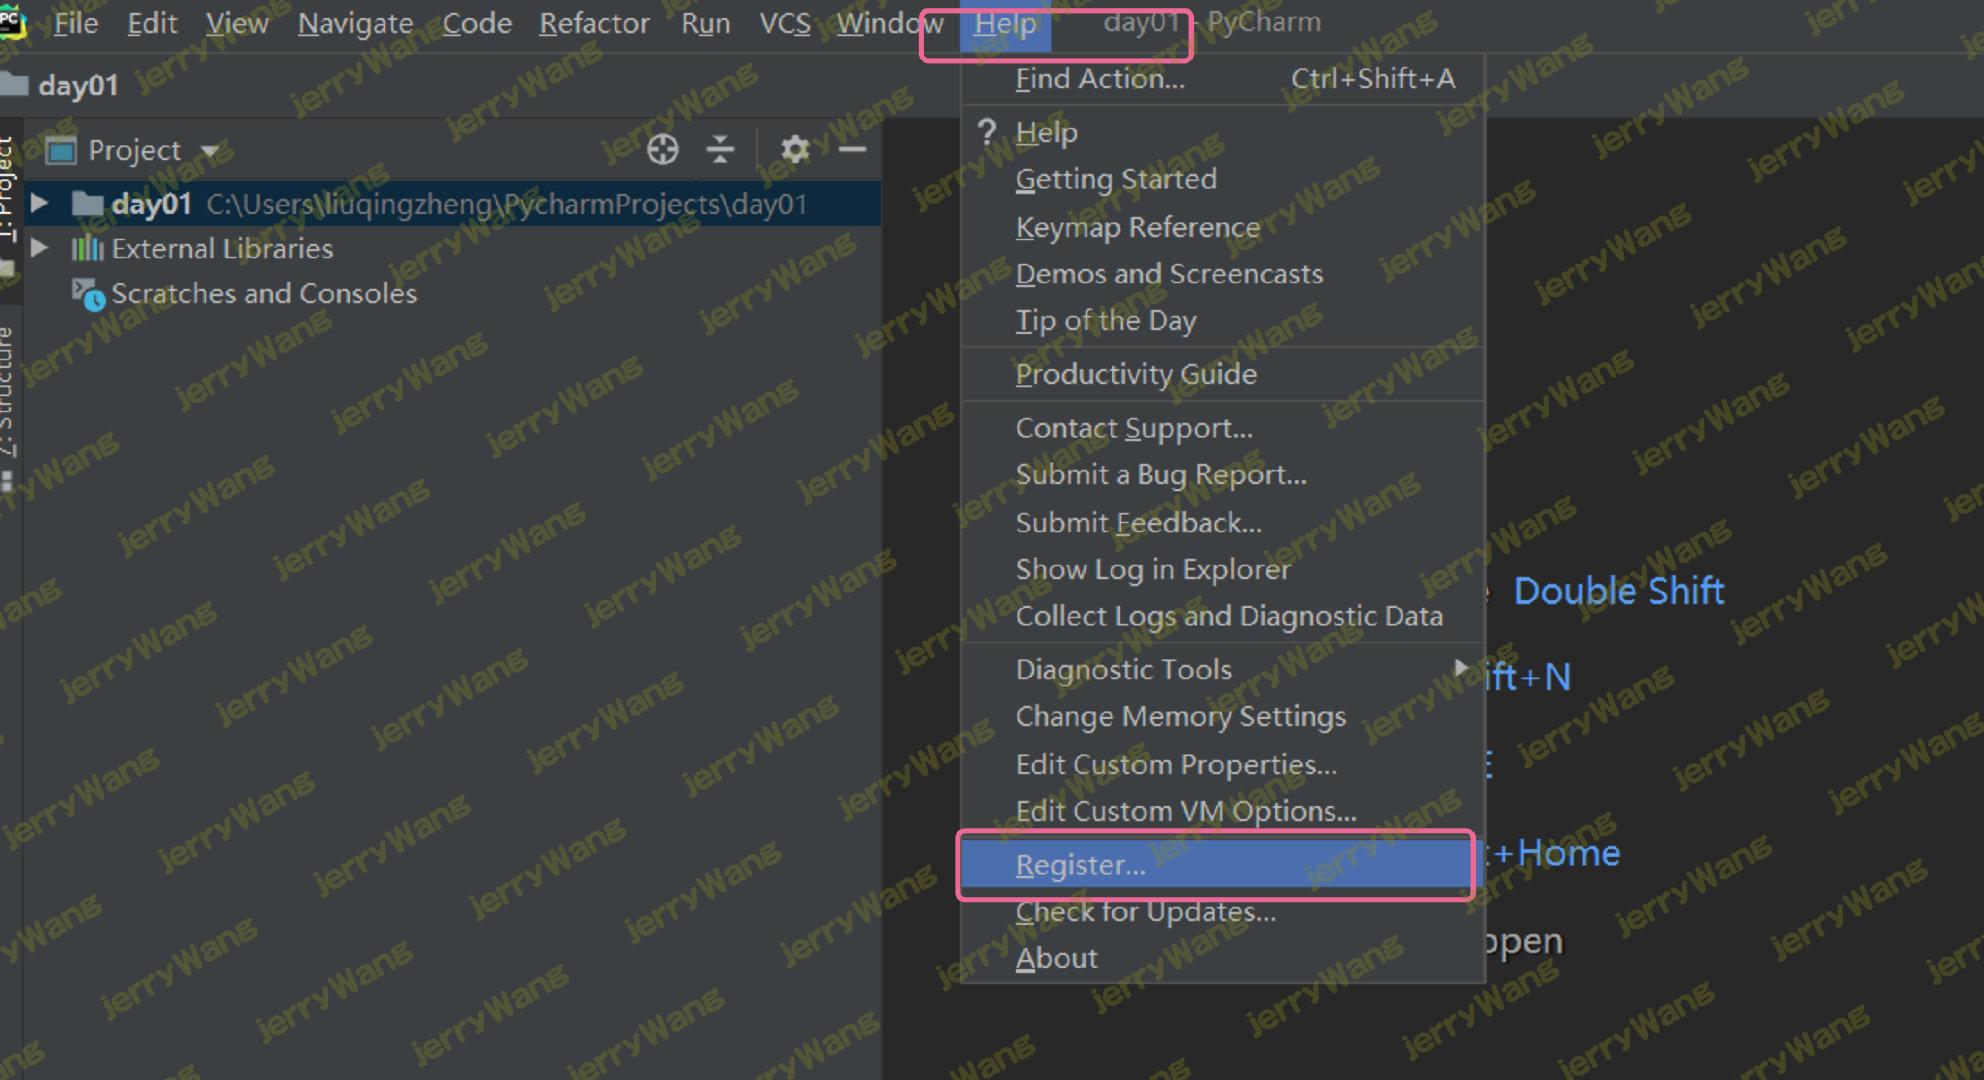 File Edit View Navigate Code Refactor Run VCS Window Help day01 - PyCharm
day01
1: Project
Project
day01 C:\Users\liuqingzheng\PycharmProjects\day01
External Libraries
Scratches and Consoles
7: Structure
Find Action... Ctrl+Shift+A
? Help
Getting Started
Keymap Reference
Demos and Screencasts
Tip of the Day
Productivity Guide
Contact Support...
Submit a Bug Report...
Submit Feedback...
Show Log in Explorer
Collect Logs and Diagnostic Data
Diagnostic Tools
Change Memory Settings
Edit Custom Properties...
Edit Custom VM Options...
Register...
Check for Updates...
About
Double Shift
ift+N
+Home
open
jerryWang